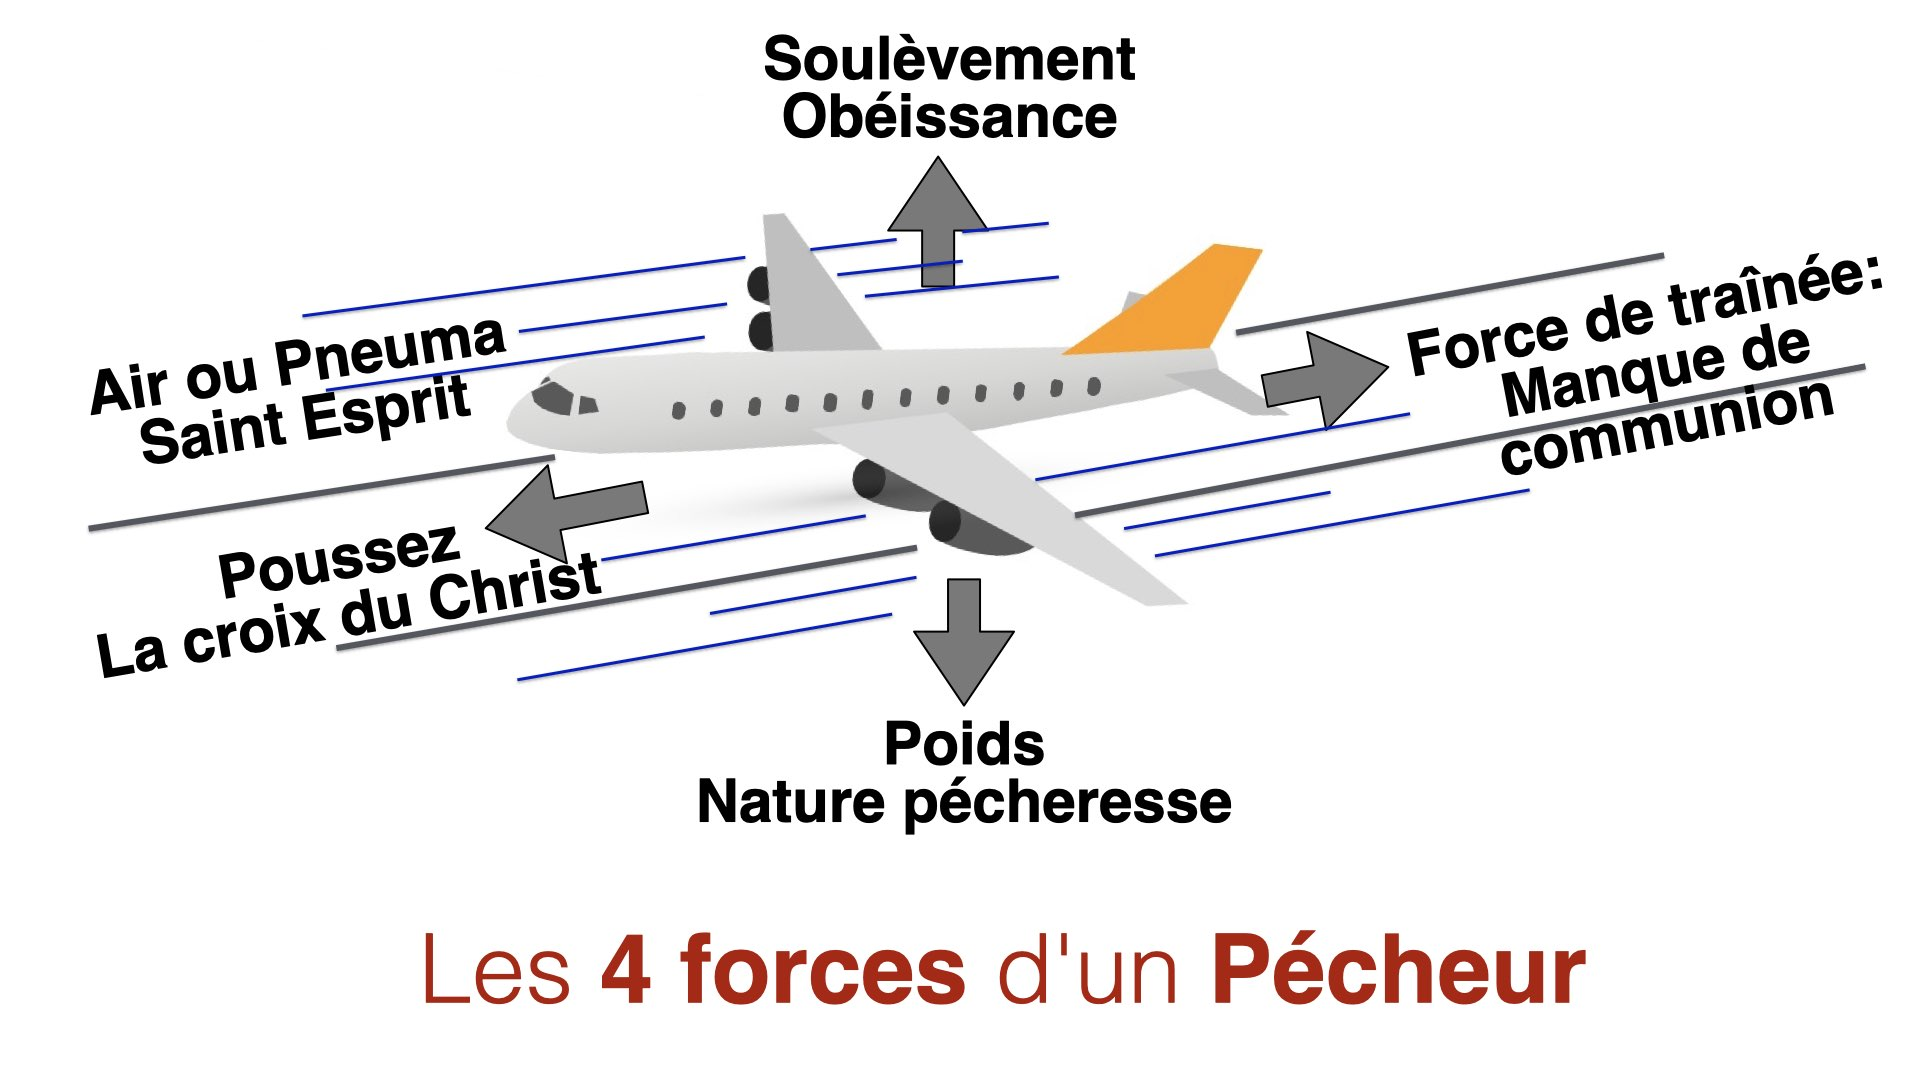 Soulèvement
Obéissance
Air ou Pneuma
Saint Esprit
Force de traînée:
Manque de
communion
Poussez
La croix du Christ
Poids
Nature pécheresse
Les 4 forces d'un Pécheur